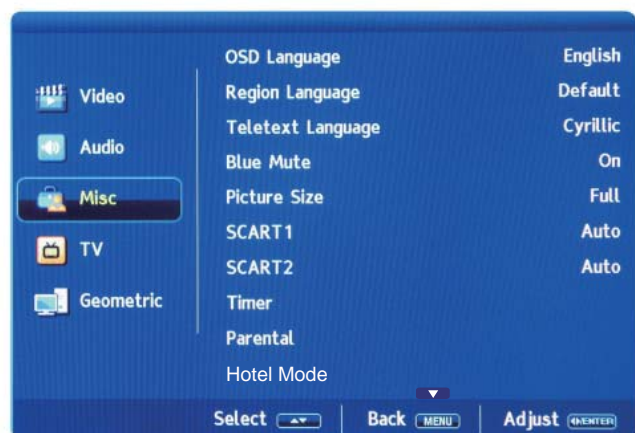 Video
Audio
Misc
TV
Geometric
OSD Language English
Region Language Default
Teletext Language Cyrillic
Blue Mute On
Picture Size Full
SCART1 Auto
SCART2 Auto
Timer
Parental
Hotel Mode
Select Back MENU Adjust ENTER